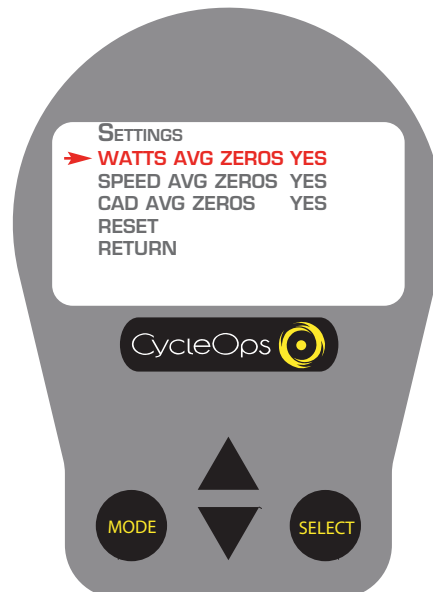 SETTINGS
WATTS AVG ZEROS YES
SPEED AVG ZEROS YES
CAD AVG ZEROS YES
RESET
RETURN
CycleOps
MODE
SELECT